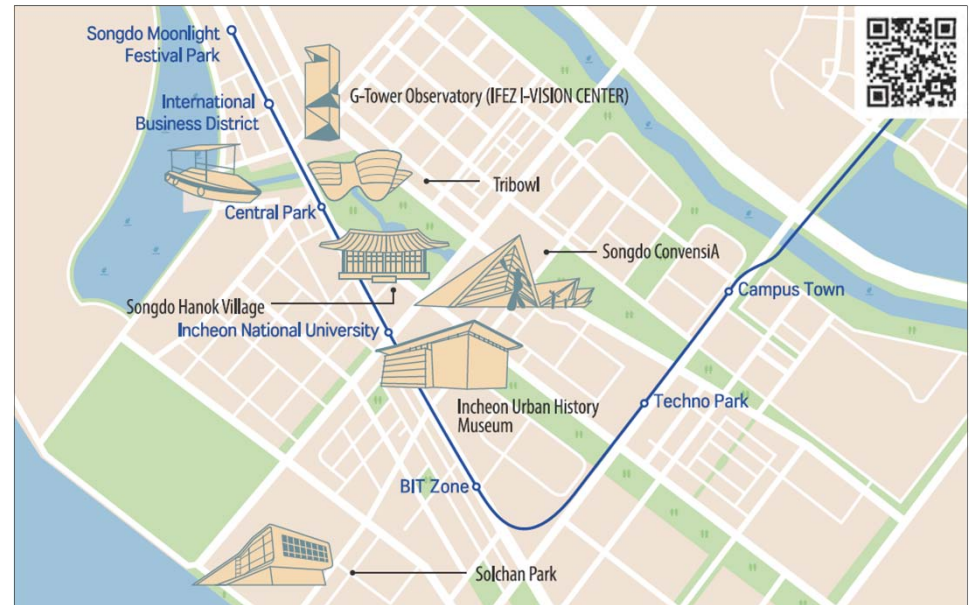 Songdo Moonlight
Festival Park
G-Tower Observatory (IFEZ I-VISION CENTER)
International
Business District
Tribowl
Central Park
Songdo ConvensiA
Campus Town
Songdo Hanok Village
Incheon National University
Techno Park
Incheon Urban History
Museum
BIT Zone
Solchan Park